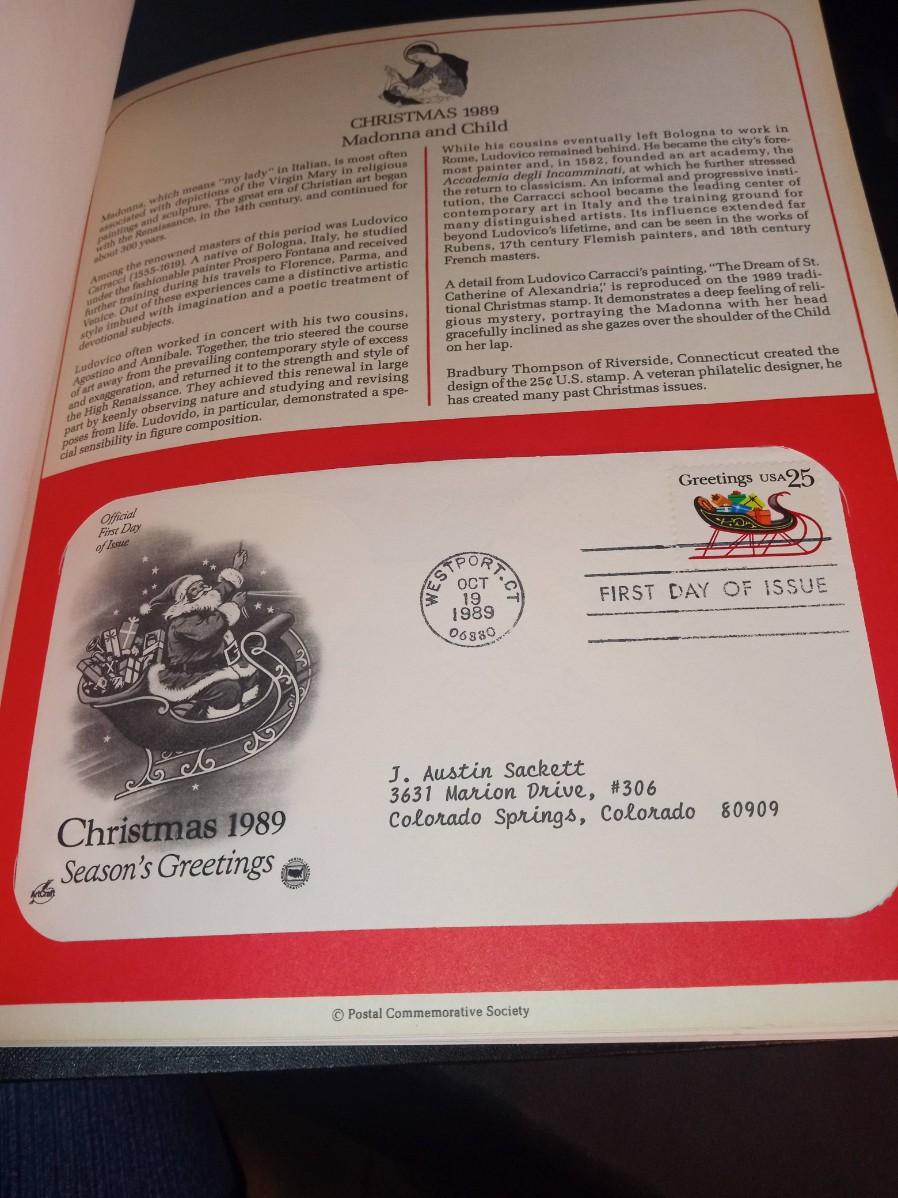 CHRISTMAS 1989
Madonna and Child
Madonna, which means "my lady" in Italian, is most often
associated with depictions of the Virgin Mary in religious
paintings and sculpture. The great era of Christian art began
with the Renaissance, in the 14th century, and continued for
about 300 years.
Among the renowned masters of this period was Ludovico
Carracci (1555-1619). A native of Bologna, Italy, he studied
under the fashionable painter Prospero Fontana and received
further training during his travels to Florence, Parma, and
Venice. Out of these experiences came a distinctive artistic
style imbued with imagination and a poetic treatment of
devotional subjects.
Ludovico often worked in concert with his two cousins,
Agostino and Annibale. Together, the trio steered the course
of art away from the prevailing contemporary style of excess
and exaggeration, and returned it to the strength and style of
the High Renaissance. They achieved this renewal in large
part by keenly observing nature and studying and revising
poses from life. Ludovido, in particular, demonstrated a spe-
cial sensibility in figure composition.
While his cousins eventually left Bologna to work in
Rome, Ludovico remained behind. He became the city's fore-
most painter and, in 1582, founded an art academy, the
Accademia degli Incamminati, at which he further stressed
the return to classicism. An informal and progressive insti-
tution, the Carracci school became the leading center of
contemporary art in Italy and the training ground for
many distinguished artists. Its influence extended far
beyond Ludovico's lifetime, and can be seen in the works of
Rubens, 17th century Flemish painters, and 18th century
French masters.
A detail from Ludovico Carracci's painting, "The Dream of St.
Catherine of Alexandria," is reproduced on the 1989 tradi-
tional Christmas stamp. It demonstrates a deep feeling of reli-
gious mystery, portraying the Madonna with her head
gracefully inclined as she gazes over the shoulder of the Child
on her lap.
Bradbury Thompson of Riverside, Connecticut created the
design of the 25¢ U.S. stamp. A veteran philatelic designer, he
has created many past Christmas issues.
Official
First Day
of Issue
Greetings USA 25
WESTPORT, CT
OCT
19
1989
06880
FIRST DAY OF ISSUE
J. Austin Sackett
3631 Marion Drive, #306
Colorado Springs, Colorado 80909
Christmas 1989
Season's Greetings
ArtCraft
© Postal Commemorative Society